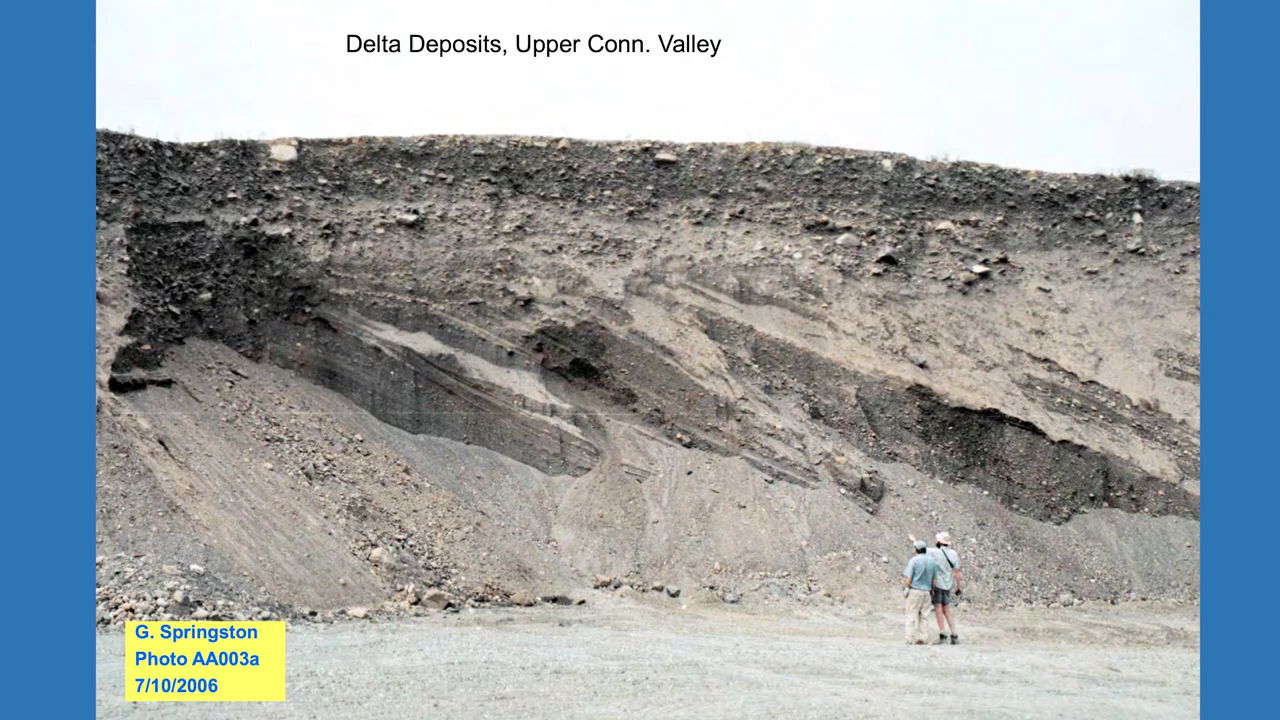 Delta Deposits, Upper Conn. Valley
G. Springston
Photo AA003a
7/10/2006